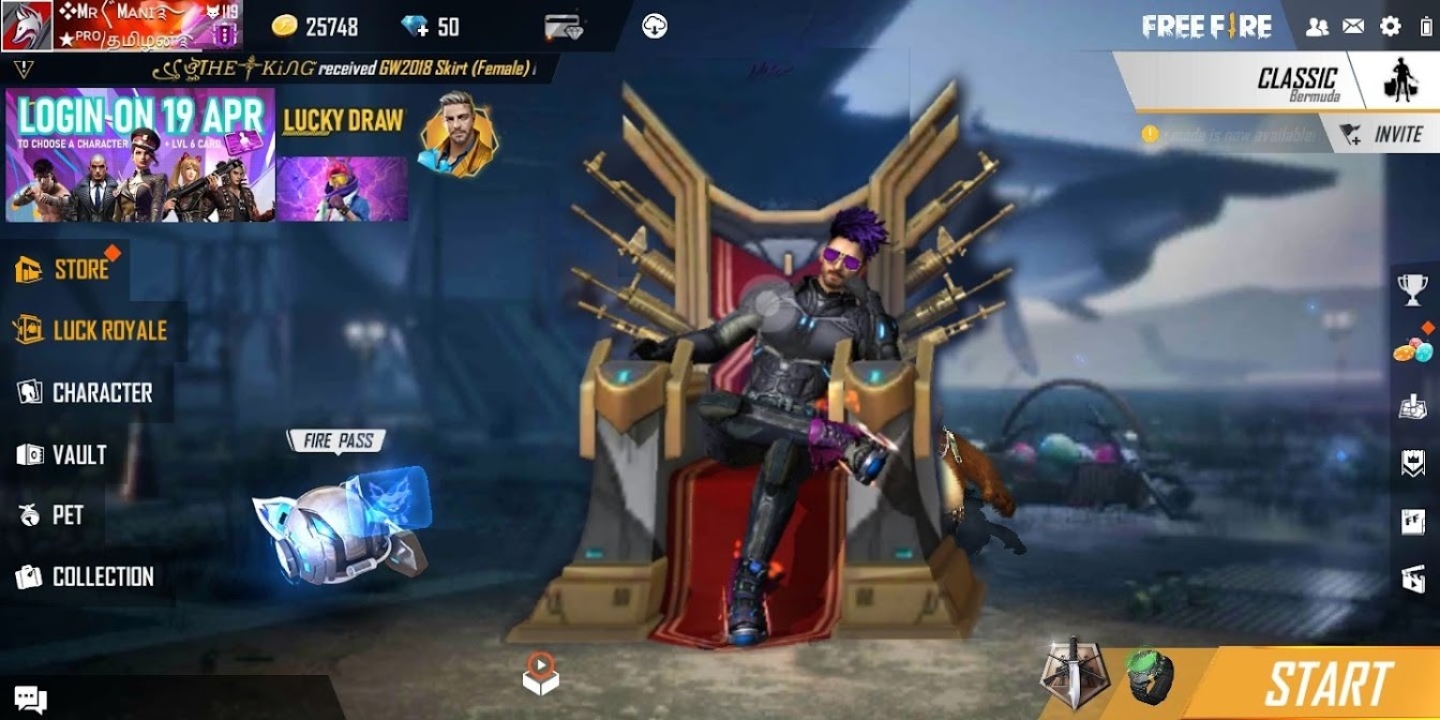 ❖MR〈MANI
119
★PRO/தமிழன்
25748
50
FREE FIRE
THE KING received GW2018 Skirt (Female)
CLASSIC
Bermuda
LOGIN ON 19 APR
TO CHOOSE A CHARACTER + LVL 6 CARD
LUCKY DRAW
mode is now available!
INVITE
STORE
LUCK ROYALE
CHARACTER
VAULT
FIRE PASS
PET
FF
COLLECTION
START